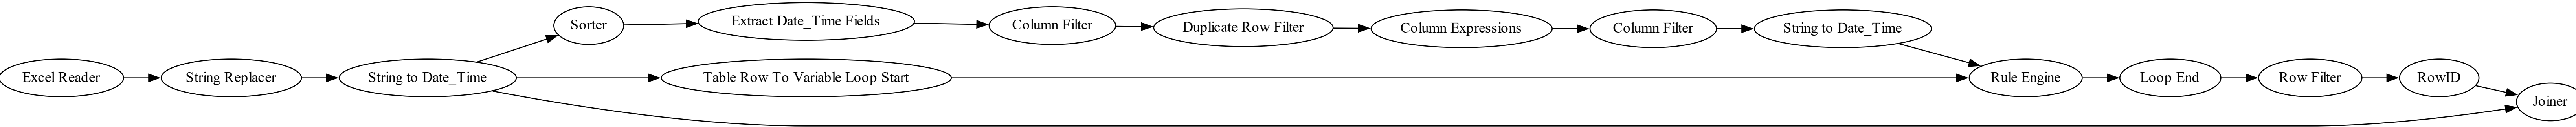 Excel Reader
String Replacer
String to Date_Time
Sorter
Extract Date_Time Fields
Column Filter
Duplicate Row Filter
Column Expressions
Column Filter
String to Date_Time
Table Row To Variable Loop Start
Rule Engine
Loop End
Row Filter
RowID
Joiner